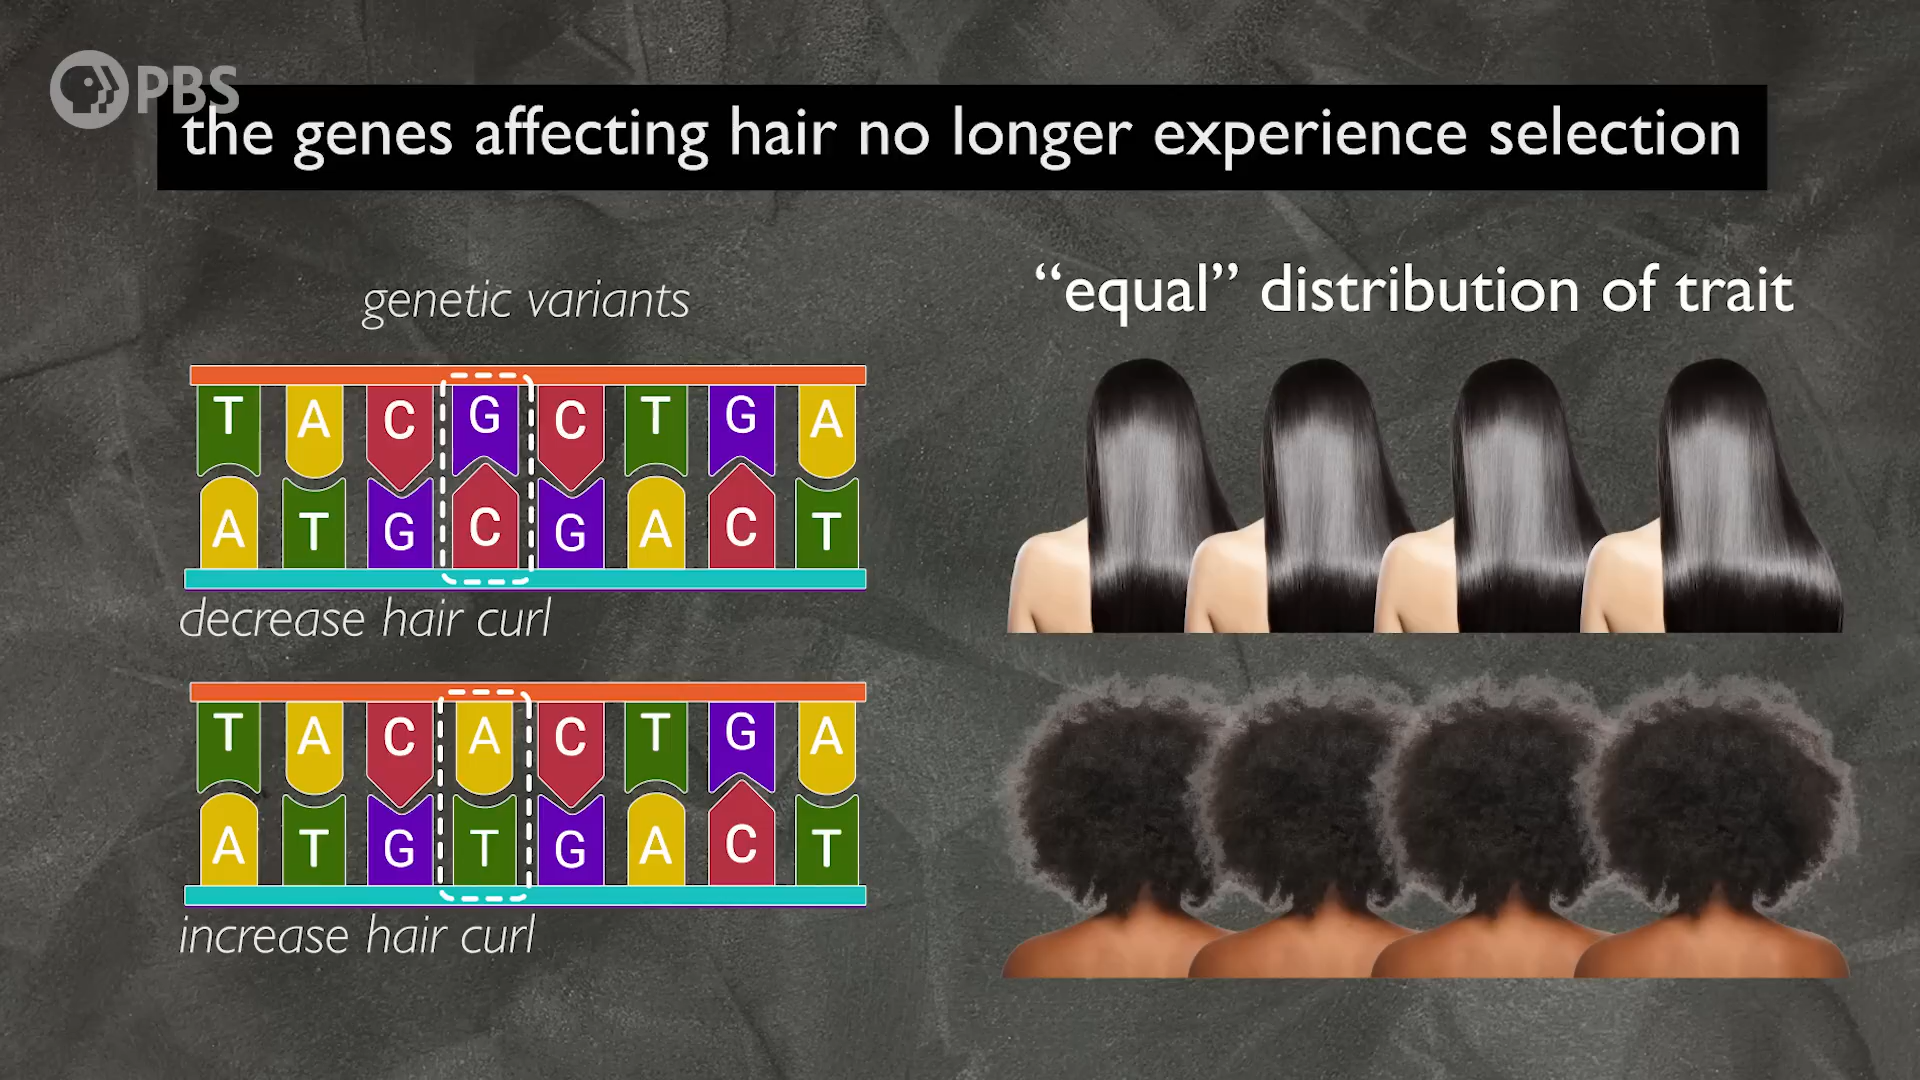 PBS
the genes affecting hair no longer experience selection
genetic variants
"equal" distribution of trait
T A C G C T G A
A T G C G A C T
decrease hair curl
T A C A C T G A
A T G T G A C T
increase hair curl